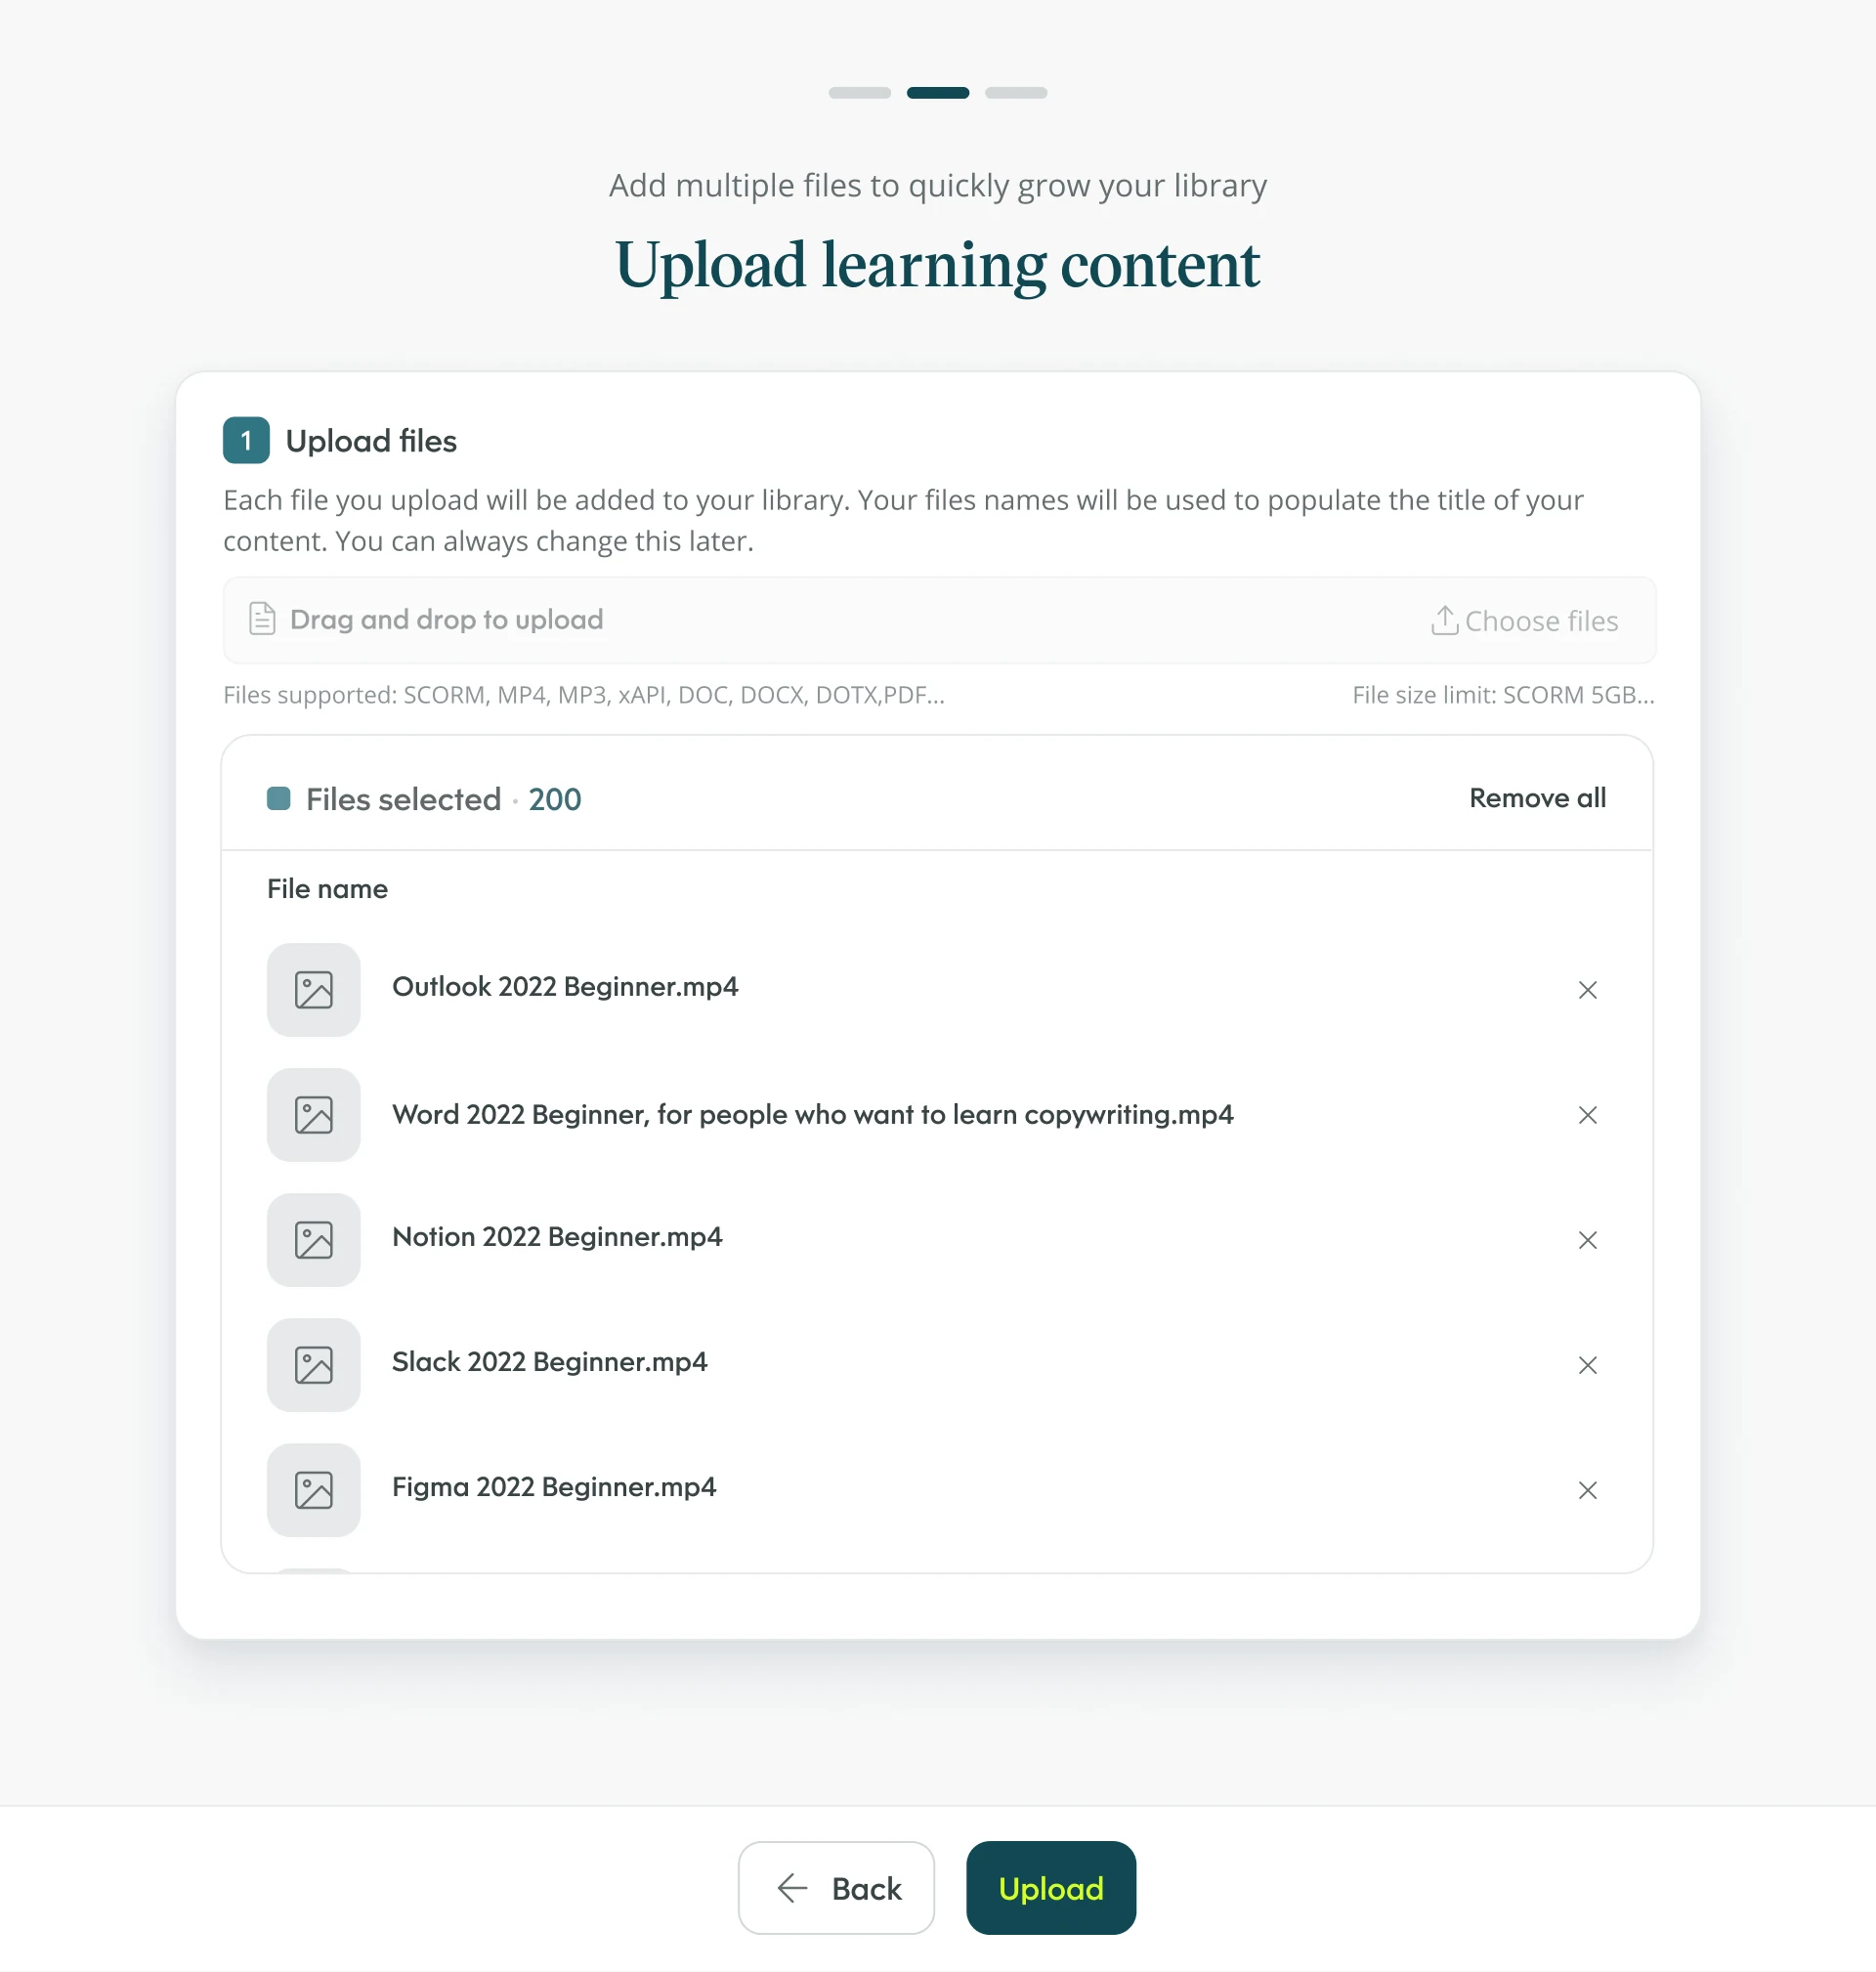 Add multiple files to quickly grow your library
Upload learning content
1 Upload files
Each file you upload will be added to your library. Your files names will be used to populate the title of your
content. You can always change this later.
Drag and drop to upload
Choose files
Files supported: SCORM, MP4, MP3, xAPI, DOC, DOCX, DOTX,PDF...
File size limit: SCORM 5GB...
Files selected · 200
Remove all
File name
Outlook 2022 Beginner.mp4
Word 2022 Beginner, for people who want to learn copywriting.mp4
Notion 2022 Beginner.mp4
Slack 2022 Beginner.mp4
Figma 2022 Beginner.mp4
Back
Upload